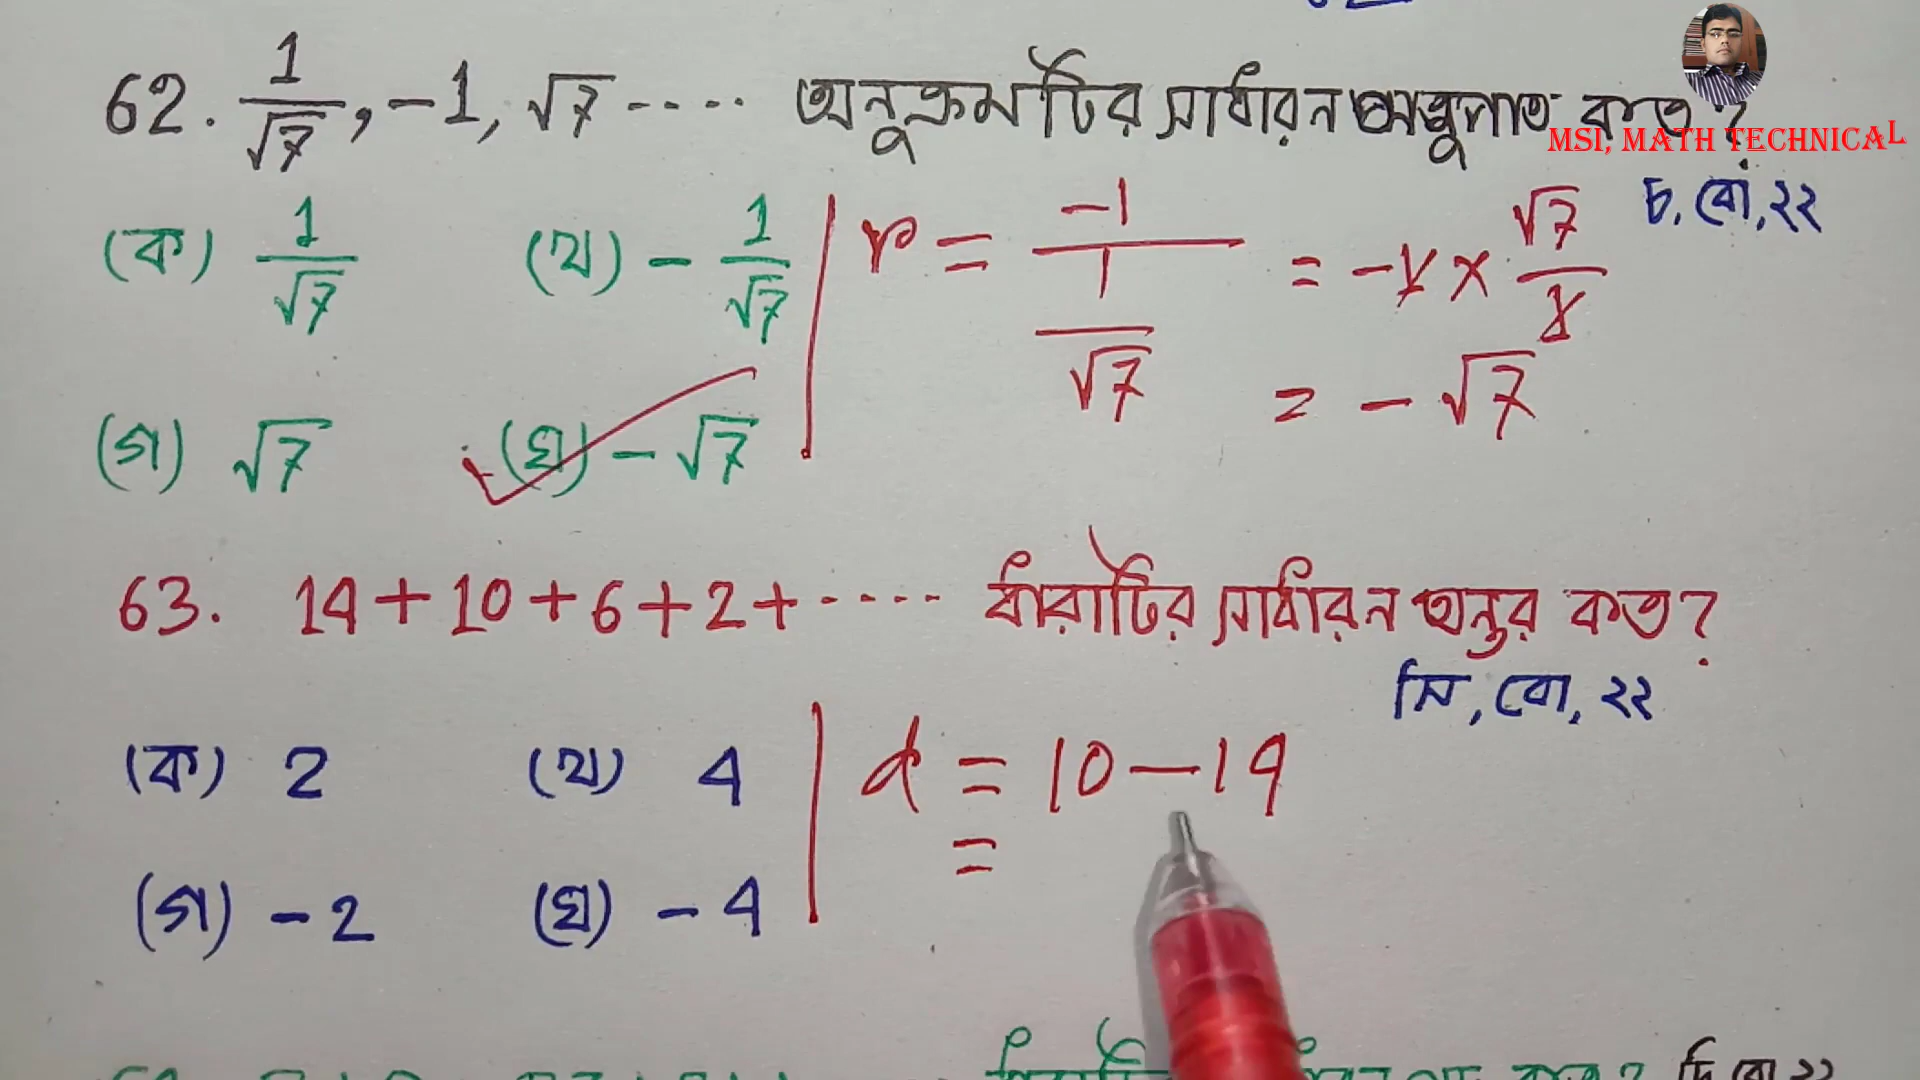 62. 1/√7, -1, √7 .... অনুক্রমটির সাধারন অনুপাত কত?
MSI, MATH TECHNICAL
চ, বো, ২২
(ক) 1/√7 (খ) - 1/√7
r = -1/(1/√7) = -1 × √7/1
= - √7
(গ) √7 (ঘ) - √7
63. 14 + 10 + 6 + 2 + ..... ধারাটির সাধারন অন্তর কত?
সি, বো, ২২
(ক) 2 (খ) 4
d = 10 - 14
=
(গ) - 2 (ঘ) - 4